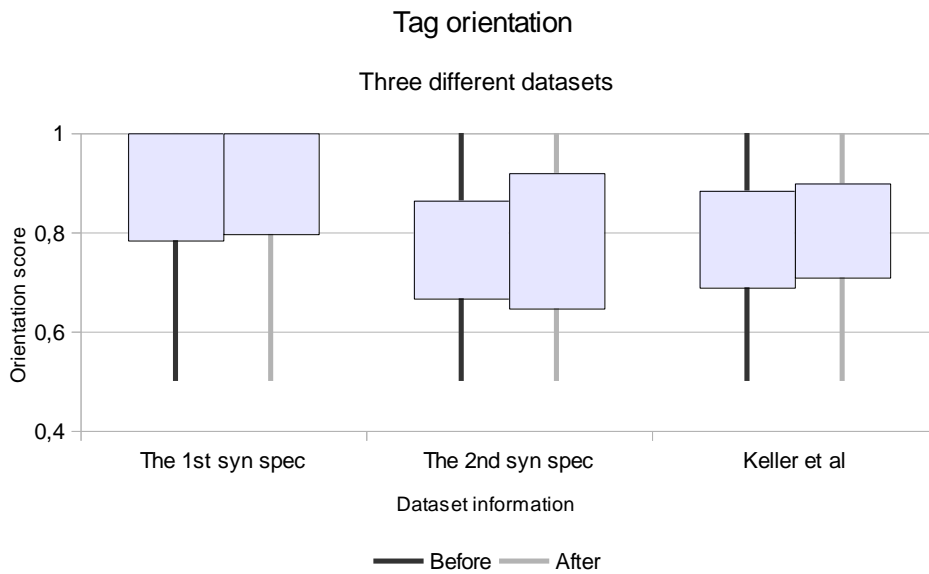 Tag orientation
Three different datasets
1
0,8
0,6
0,4
Orientation score
The 1st syn spec
The 2nd syn spec
Keller et al
Dataset information
Before
After